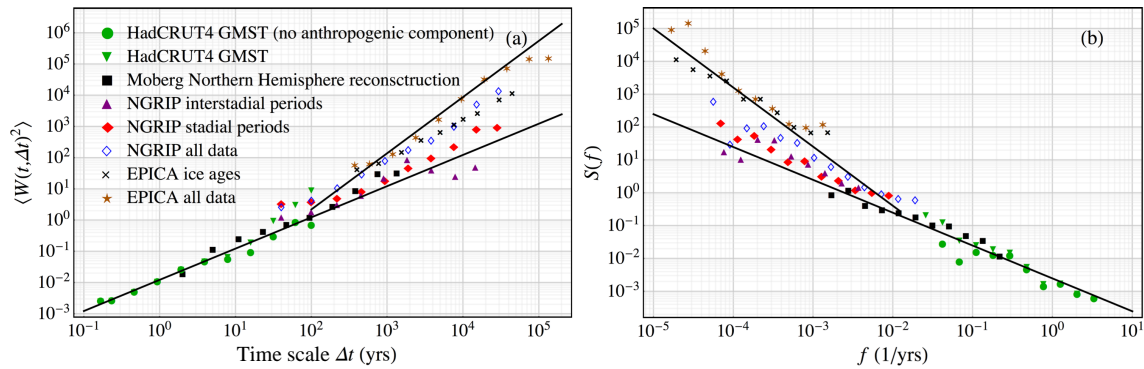 10^6
10^5
10^4
10^3
10^2
10^1
10^0
10^−1
10^−2
10^−3
⟨W(t,Δt)^2⟩
HadCRUT4 GMST (no anthropogenic component)
HadCRUT4 GMST
Moberg Northern Hemisphere reconsctruction
NGRIP interstadial periods
NGRIP stadial periods
NGRIP all data
EPICA ice ages
EPICA all data
(a)
10^−1
10^0
10^1
10^2
10^3
10^4
10^5
Time scale Δt (yrs)
10^5
10^4
10^3
10^2
10^1
10^0
10^−1
10^−2
10^−3
S(f)
(b)
10^−5
10^−4
10^−3
10^−2
10^−1
10^0
10^1
f (1/yrs)